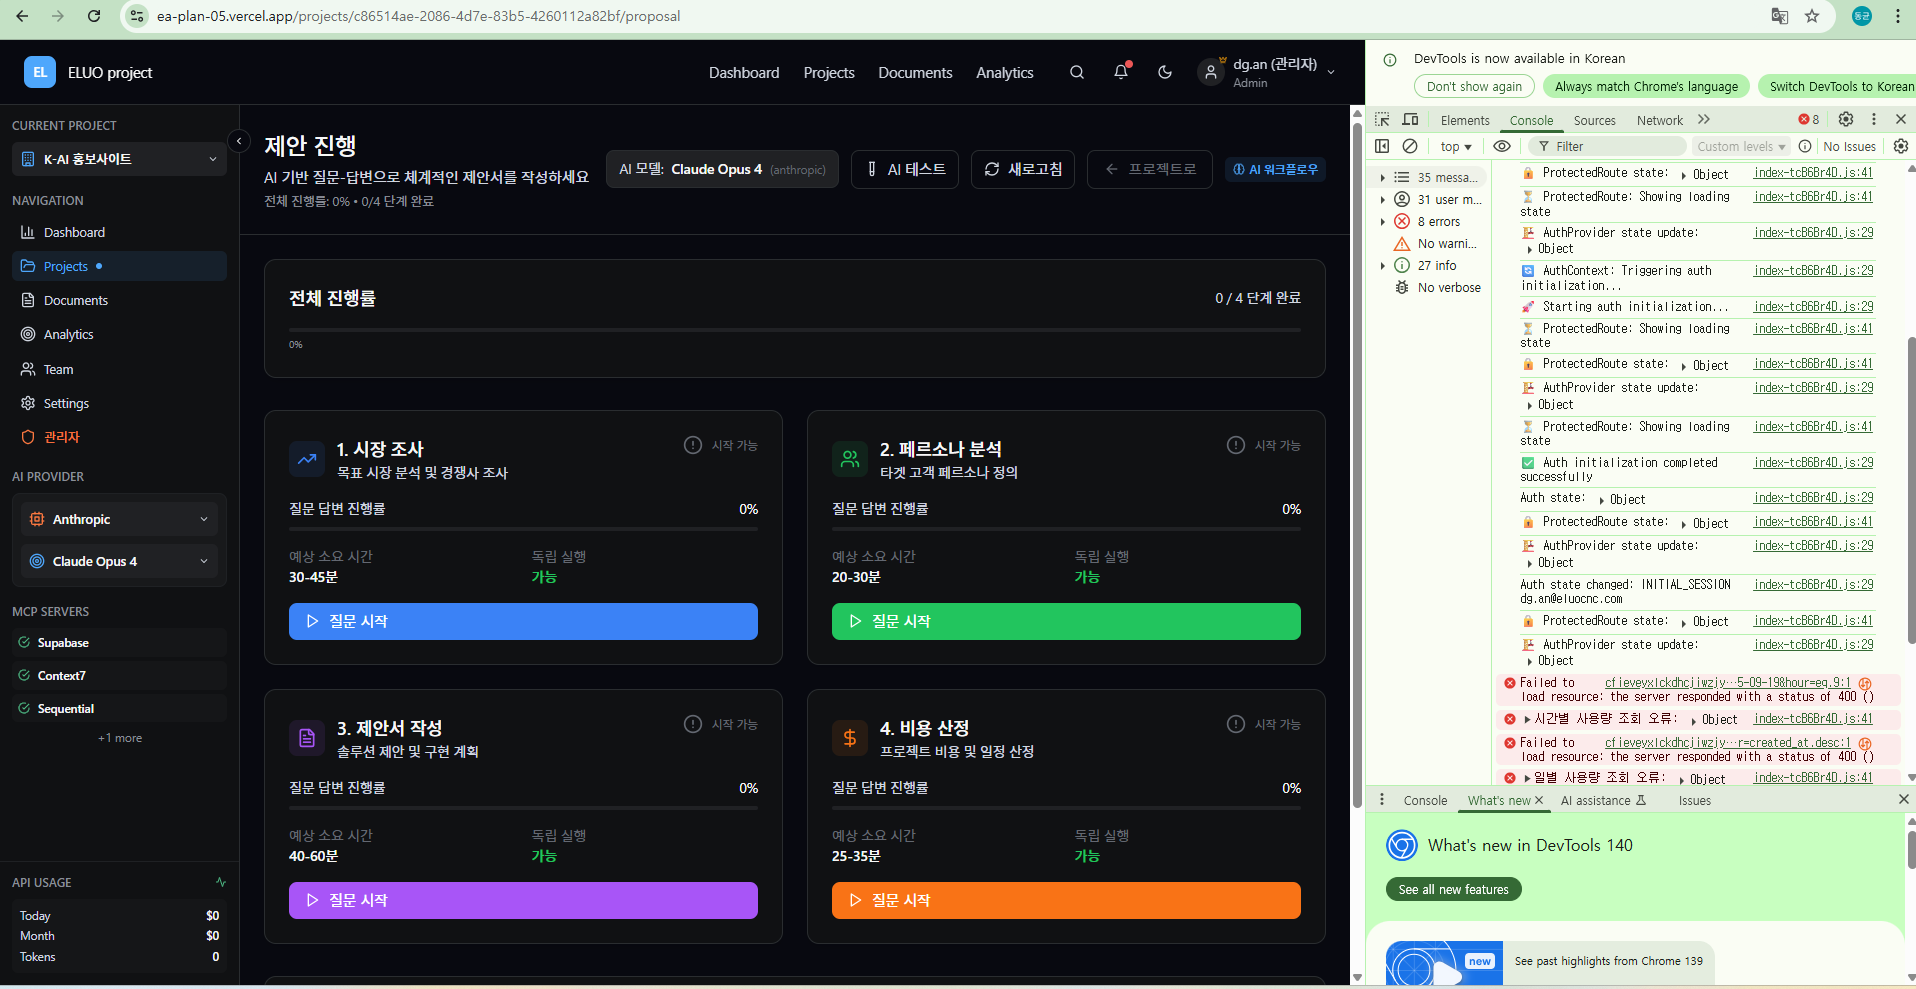 ea-plan-05.vercel.app/projects/c86514ae-2086-4d7e-83b5-4260112a82bf/proposal
동균
EL ELUO project
Dashboard Projects Documents Analytics
dg.an (관리자)
Admin
CURRENT PROJECT
K-AI 홍보사이트
NAVIGATION
Dashboard
Projects
Documents
Analytics
Team
Settings
관리자
AI PROVIDER
Anthropic
Claude Opus 4
MCP SERVERS
Supabase
Context7
Sequential
+1 more
API USAGE
Today $0
Month $0
Tokens 0
제안 진행
AI 기반 질문-답변으로 체계적인 제안서를 작성하세요
전체 진행률: 0% • 0/4 단계 완료
AI 모델: Claude Opus 4 (anthropic)
AI 테스트
새로고침
프로젝트로
AI 워크플로우
전체 진행률 0 / 4 단계 완료
0%
1. 시장 조사 시작 가능
목표 시장 분석 및 경쟁사 조사
질문 답변 진행률 0%
예상 소요 시간 독립 실행
30-45분 가능
질문 시작
2. 페르소나 분석 시작 가능
타겟 고객 페르소나 정의
질문 답변 진행률 0%
예상 소요 시간 독립 실행
20-30분 가능
질문 시작
3. 제안서 작성 시작 가능
솔루션 제안 및 구현 계획
질문 답변 진행률 0%
예상 소요 시간 독립 실행
40-60분 가능
질문 시작
4. 비용 산정 시작 가능
프로젝트 비용 및 일정 산정
질문 답변 진행률 0%
예상 소요 시간 독립 실행
25-35분 가능
질문 시작
DevTools is now available in Korean
Don't show again Always match Chrome's language Switch DevTools to Korean
Elements Console Sources Network 8
top Filter Custom levels No Issues
35 messa...
31 user m...
8 errors
No warni...
27 info
No verbose
ProtectedRoute state: Object index-tcB6Br4D.js:41
ProtectedRoute: Showing loading index-tcB6Br4D.js:41
state
AuthProvider state update: index-tcB6Br4D.js:29
Object
AuthContext: Triggering auth index-tcB6Br4D.js:29
initialization...
Starting auth initialization... index-tcB6Br4D.js:29
ProtectedRoute: Showing loading index-tcB6Br4D.js:41
state
ProtectedRoute state: Object index-tcB6Br4D.js:41
AuthProvider state update: index-tcB6Br4D.js:29
Object
ProtectedRoute: Showing loading index-tcB6Br4D.js:41
state
Auth initialization completed index-tcB6Br4D.js:29
successfully
Auth state: Object index-tcB6Br4D.js:29
ProtectedRoute state: Object index-tcB6Br4D.js:41
AuthProvider state update: index-tcB6Br4D.js:29
Object
Auth state changed: INITIAL_SESSION index-tcB6Br4D.js:29
dg.an@eluocnc.com
ProtectedRoute state: Object index-tcB6Br4D.js:41
AuthProvider state update: index-tcB6Br4D.js:29
Object
Failed to cfieveyxlckdhcjiwzjy…5-09-19&hour=eq.9:1
load resource: the server responded with a status of 400 ()
시간별 사용량 조회 오류: Object index-tcB6Br4D.js:41
Failed to cfieveyxlckdhcjiwzjy…r=created_at.desc:1
load resource: the server responded with a status of 400 ()
일별 사용량 조회 오류: Object index-tcB6Br4D.js:41
Console What's new AI assistance Issues
What's new in DevTools 140
See all new features
new
See past highlights from Chrome 139